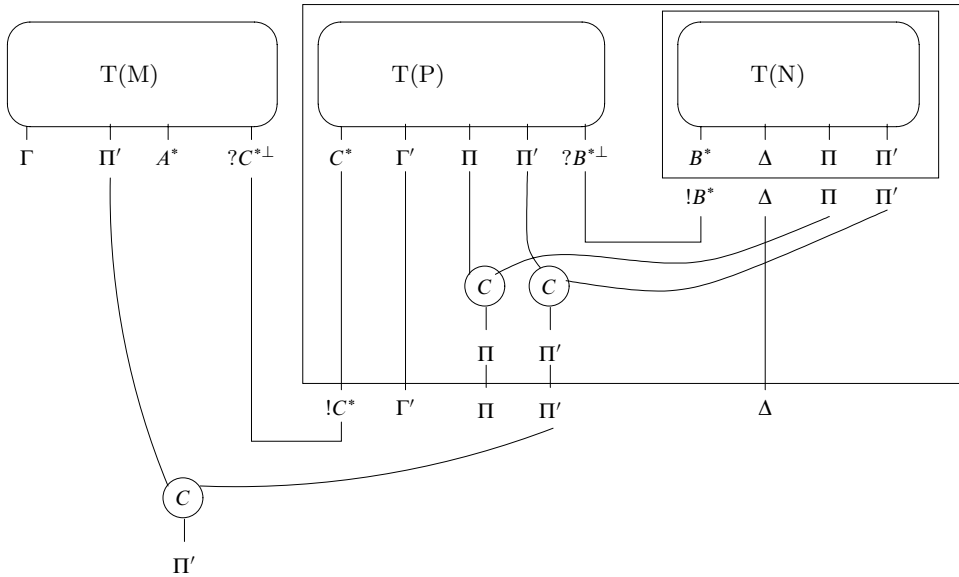 T(M) T(P) T(N)
Γ Π′ A* ?C*⊥ C* Γ′ Π Π′ ?B*⊥ B* Δ Π Π′
!B* Δ Π Π′
C C
Π Π′
!C* Γ′ Π Π′ Δ
C
Π′